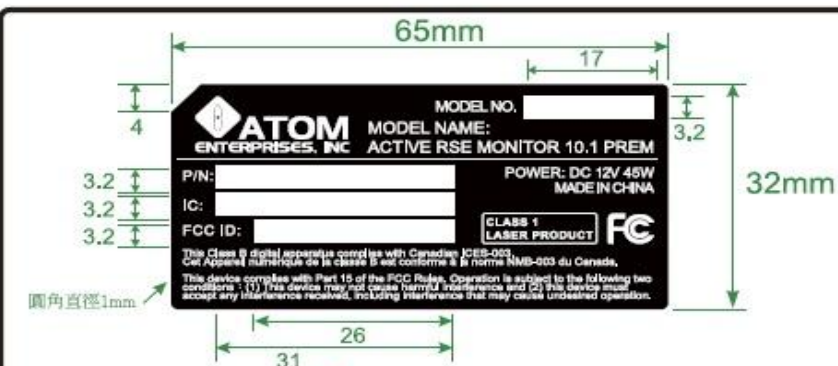 65mm
17
4
MODEL NO.
3.2
ATOM
ENTERPRISES, INC
MODEL NAME:
ACTIVE RSE MONITOR 10.1 PREM
32mm
3.2
P/N:
POWER: DC 12V 45W
MADE IN CHINA
3.2
IC:
3.2
FCC ID:
CLASS 1
LASER PRODUCT
FC
This Class B digital apparatus complies with Canadian ICES-003.
Cet Appareil numérique de la classe B est conforme à la norme NMB-003 du Canada.
This device complies with Part 15 of the FCC Rules. Operation is subject to the following two
conditions : (1) This device may not cause harmful interference and (2) this device must
accept any interference received, including interference that may cause undesired operation.
圓角直徑1mm
26
31